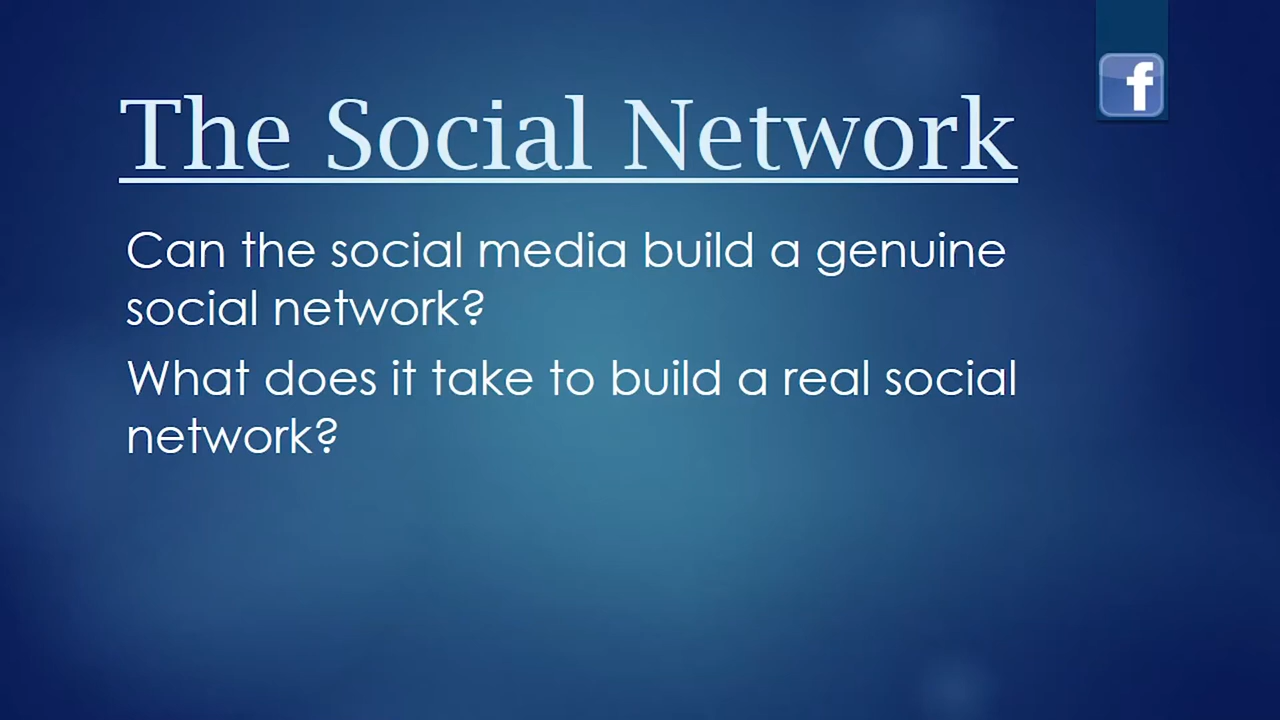 The Social Network
f
Can the social media build a genuine
social network?
What does it take to build a real social
network?